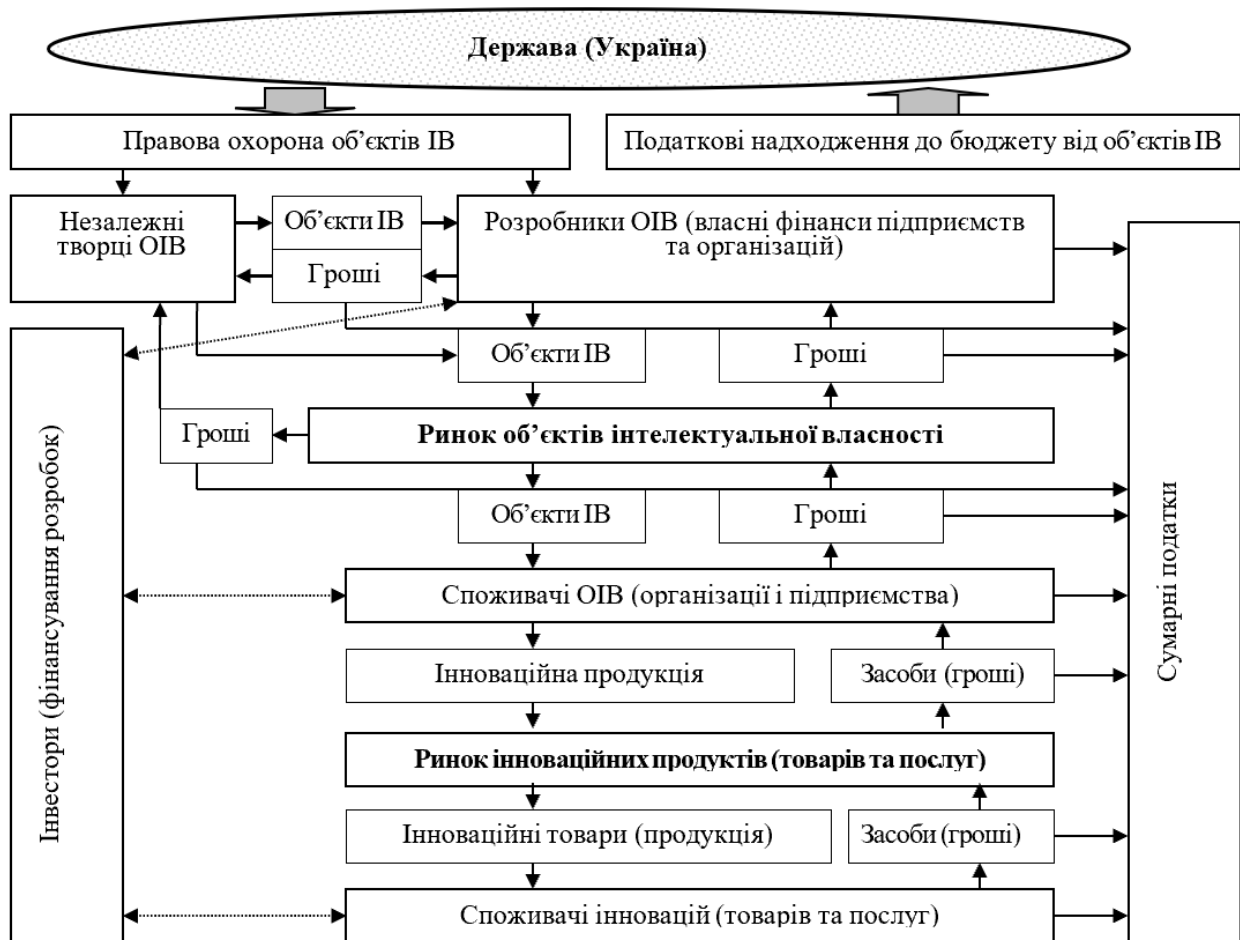 Держава (Україна)
Правова охорона об’єктів ІВ
Податкові надходження до бюджету від об’єктів ІВ
Незалежні
творці ОІВ
Об’єкти ІВ
Гроші
Розробники ОІВ (власні фінанси підприємств
та організацій)
Об’єкти ІВ
Гроші
Гроші
Ринок об’єктів інтелектуальної власності
Об’єкти ІВ
Гроші
Споживачі ОІВ (організації і підприємства)
Інноваційна продукція
Засоби (гроші)
Ринок інноваційних продуктів (товарів та послуг)
Інноваційні товари (продукція)
Засоби (гроші)
Споживачі інновацій (товарів та послуг)
Інвестори (фінансування розробок)
Сумарні податки